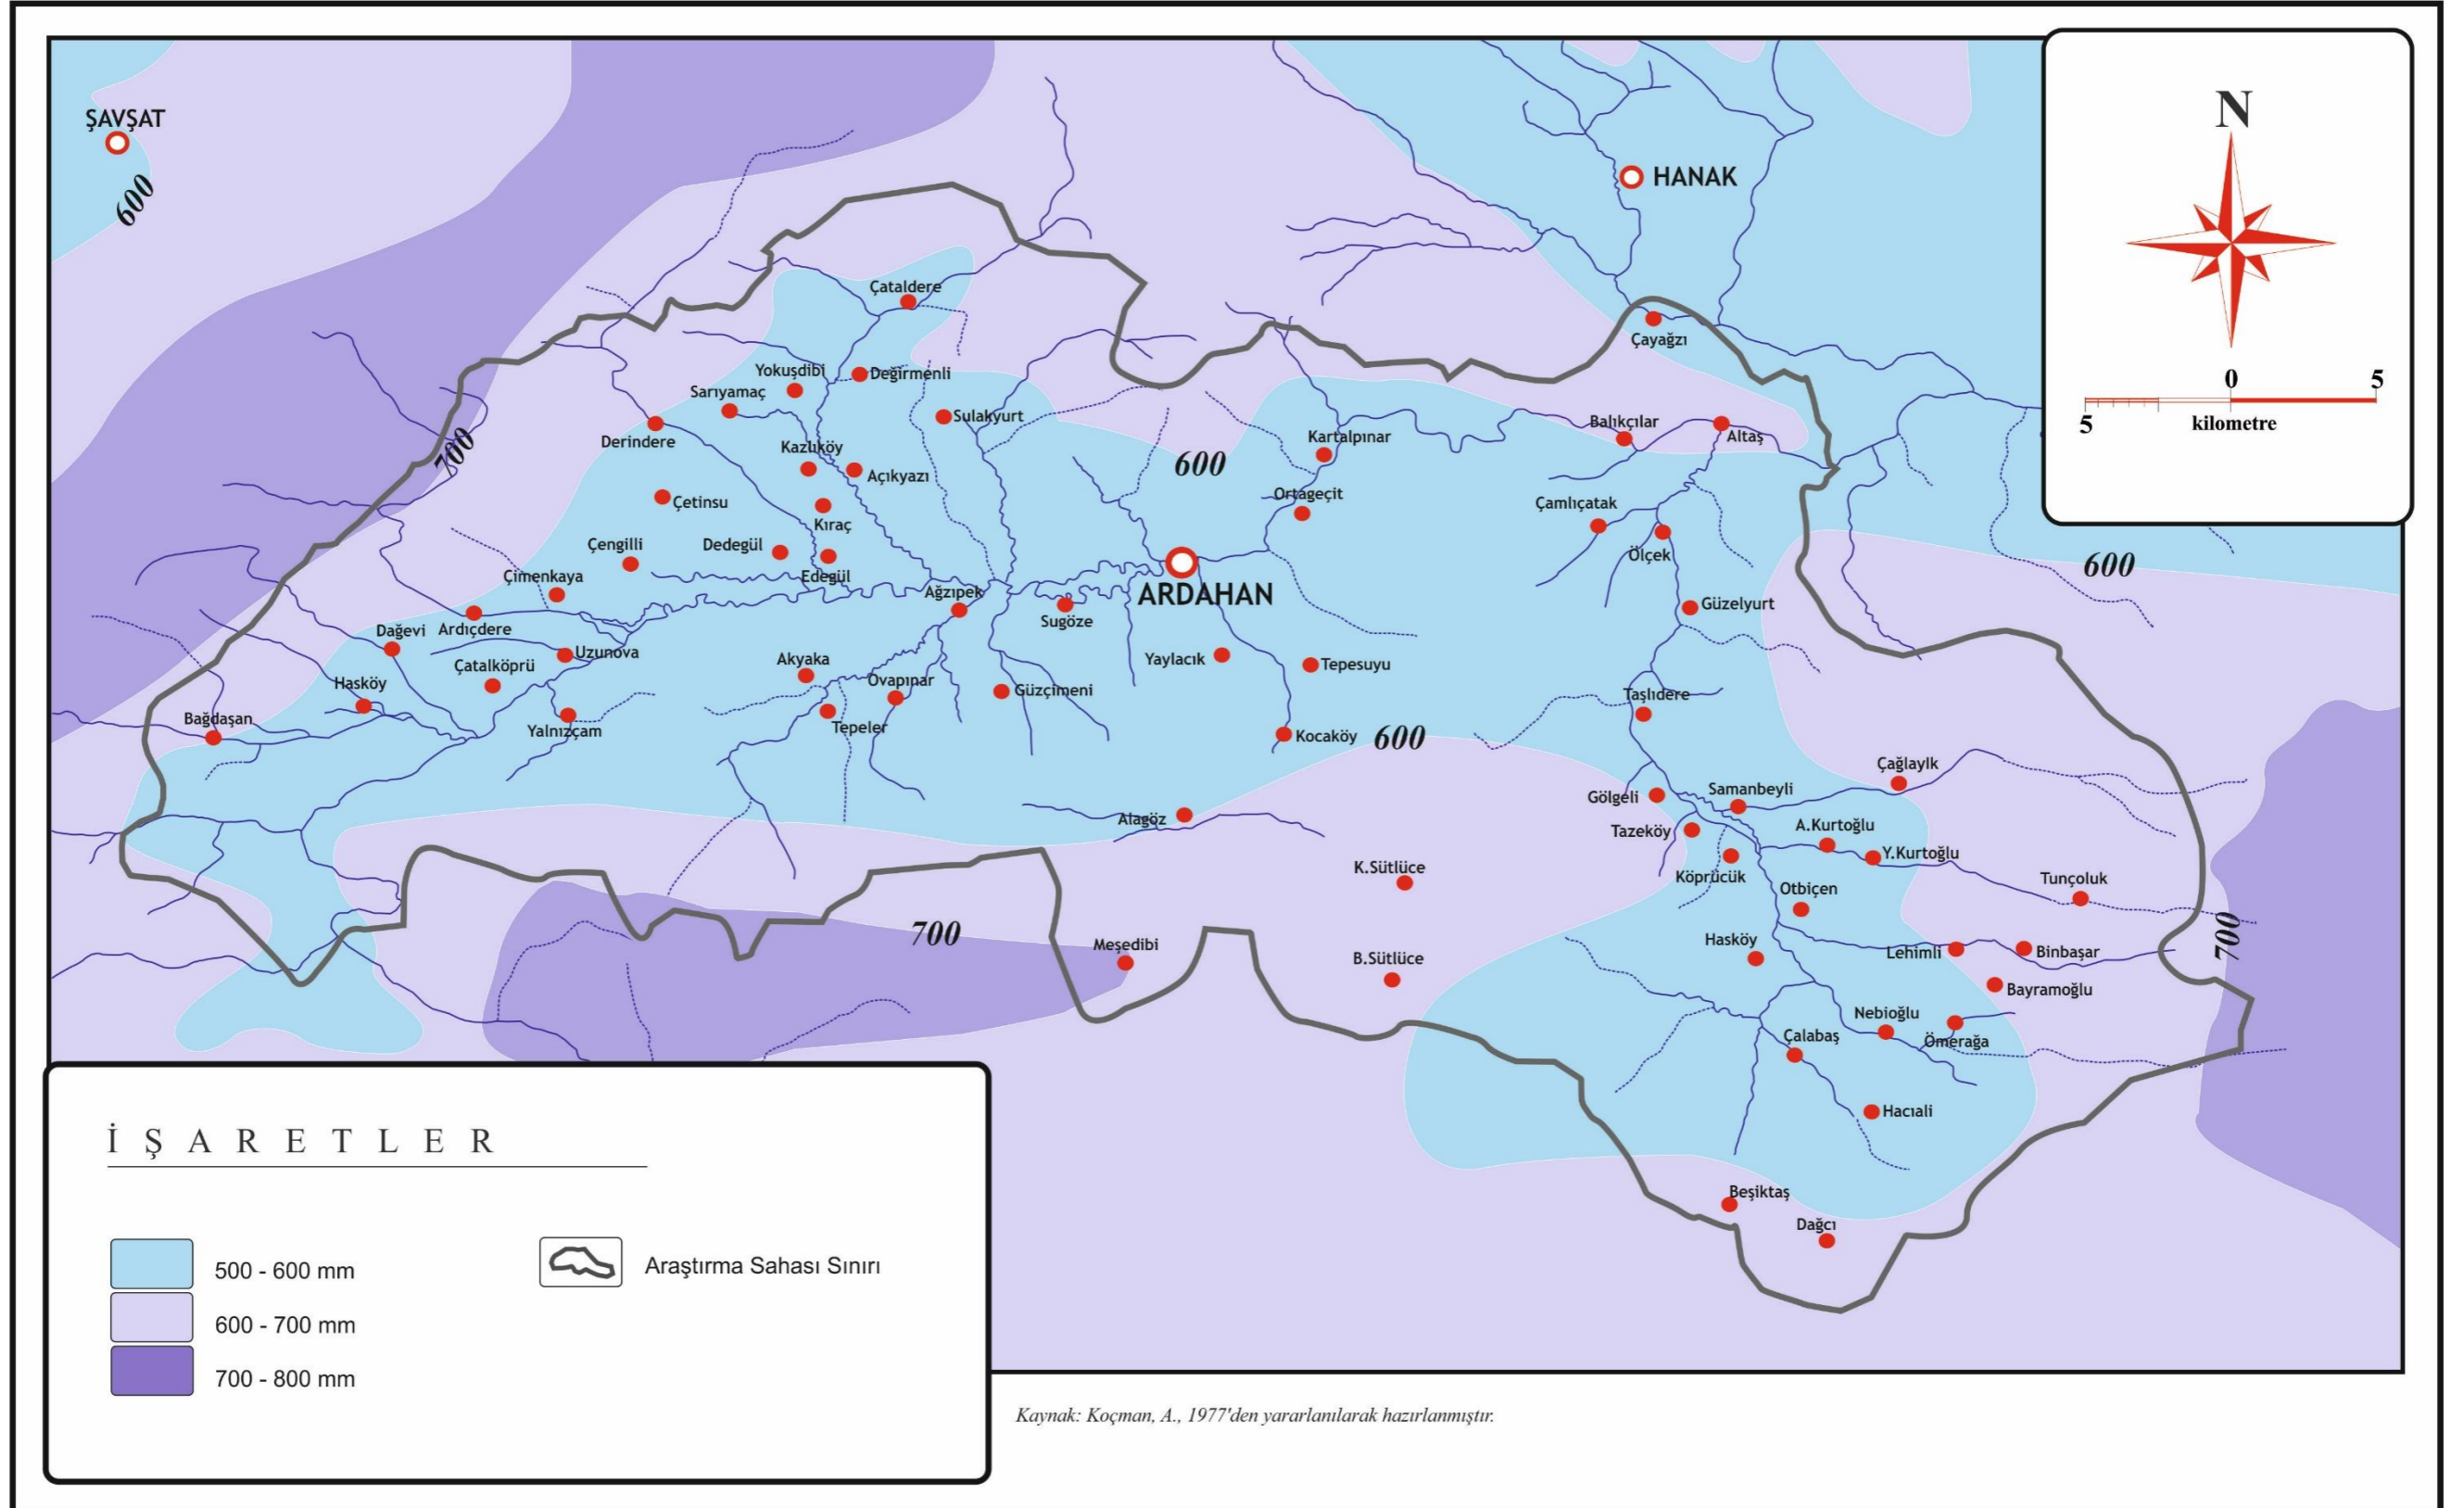 ŞAVŞAT
600
HANAK
N
0
5
5
kilometre
Çataldere
Çayağzı
Yokuşdibi
Değirmenli
Sarıyamaç
Sulakyurt
Derindere
700
Kazlıköy
Açıkyazı
600
Kartalpınar
Balıkçılar
Altaş
Çetinsu
Kıraç
Ortageçit
Çamlıçatak
Çengilli
Dedegül
Edegül
Ölçek
600
Çimenkaya
Ağzıpek
ARDAHAN
Güzelyurt
Dağevi
Ardıçdere
Sugöze
Uzunova
Çatalköprü
Akyaka
Yaylacık
Tepesuyu
Hasköy
Ovapınar
Güzçimeni
Taşlıdere
Bağdaşan
Yalnızçam
Tepeler
Kocaköy
600
Çağlaylk
Gölgeli
Samanbeyli
Alagöz
Tazeköy
A.Kurtoğlu
Y.Kurtoğlu
K.Sütlüce
Köprücük
Otbiçen
Tunçoluk
700
Meşedibi
Hasköy
Lehimli
Binbaşar
700
B.Sütlüce
Bayramoğlu
Nebioğlu
Çalabaş
Ömerağa
Hacıali
Beşiktaş
Dağcı
İŞARETLER
500 - 600 mm
Araştırma Sahası Sınırı
600 - 700 mm
700 - 800 mm
Kaynak: Koçman, A., 1977'den yararlanılarak hazırlanmıştır.